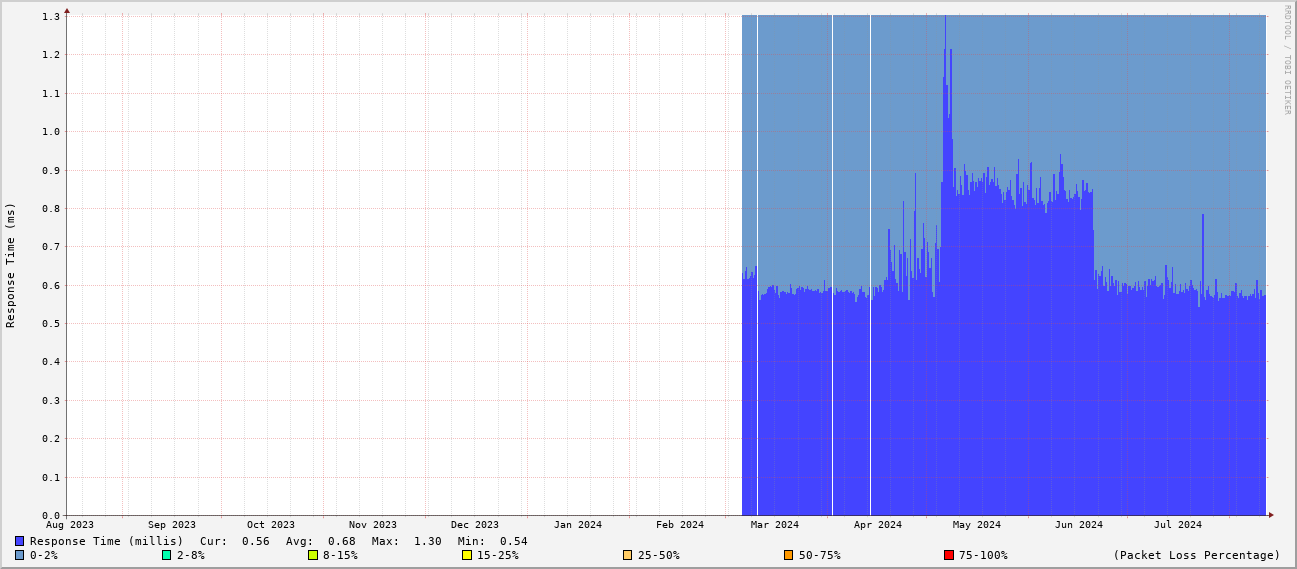 RRDTOOL / TOBI OETIKER
Response Time (ms)
1.3
1.2
1.1
1.0
0.9
0.8
0.7
0.6
0.5
0.4
0.3
0.2
0.1
0.0
Aug 2023 Sep 2023 Oct 2023 Nov 2023 Dec 2023 Jan 2024 Feb 2024 Mar 2024 Apr 2024 May 2024 Jun 2024 Jul 2024
Response Time (millis) Cur: 0.56 Avg: 0.68 Max: 1.30 Min: 0.54
0-2% 2-8% 8-15% 15-25% 25-50% 50-75% 75-100% (Packet Loss Percentage)